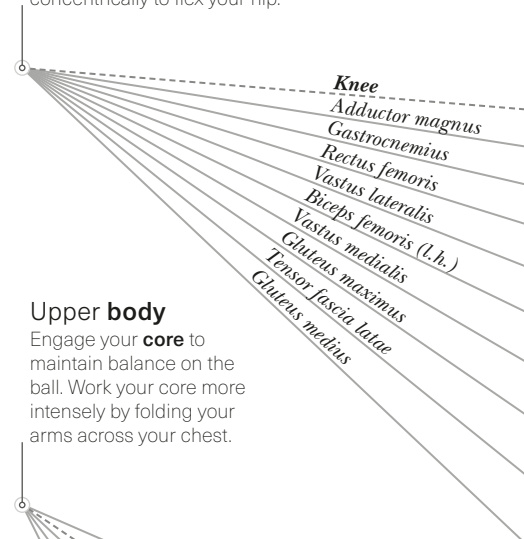 concentrically to flex your hip.
Knee
Adductor magnus
Gastrocnemius
Rectus femoris
Vastus lateralis
Biceps femoris (l.h.)
Vastus medialis
Gluteus maximus
Tensor fascia latae
Gluteus medius
Upper body
Engage your core to
maintain balance on the
ball. Work your core more
intensely by folding your
arms across your chest.